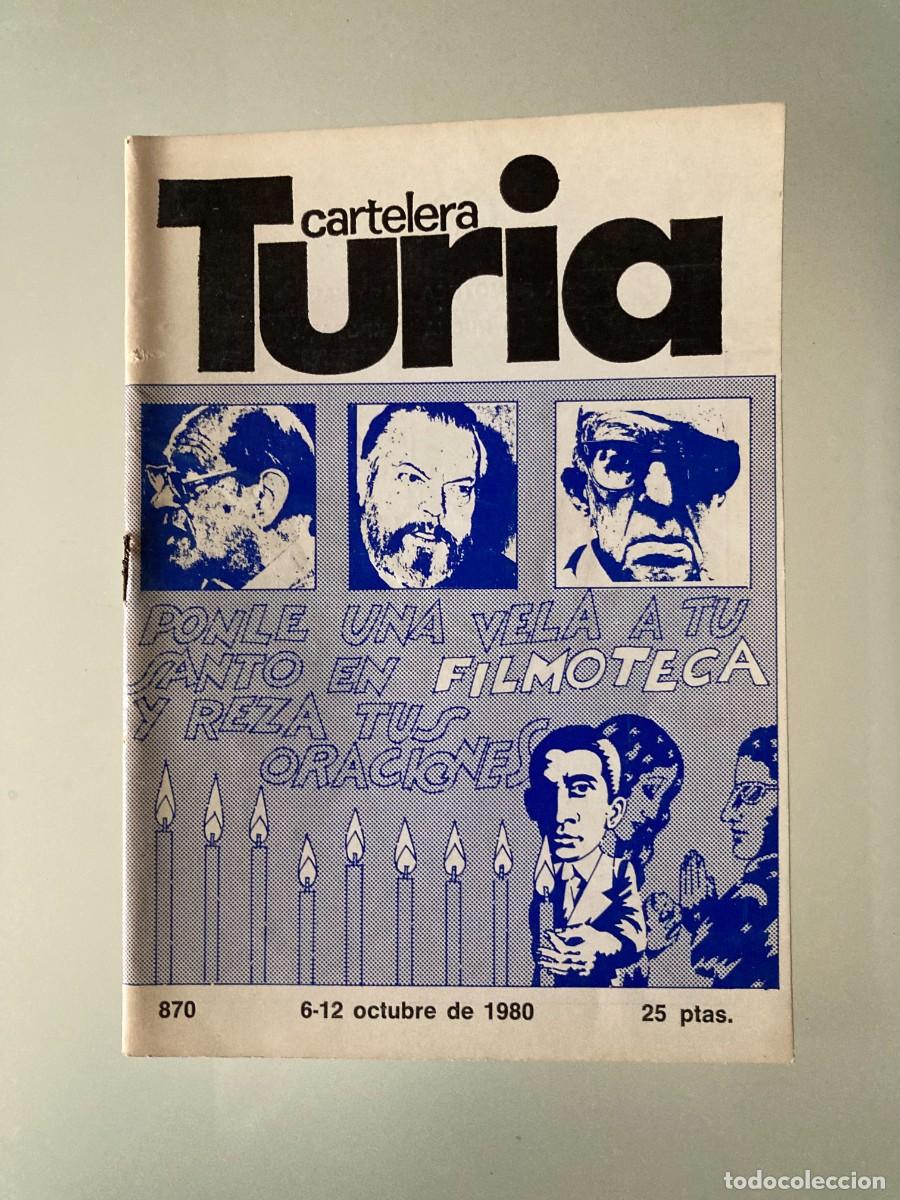 cartelera
Turia
PONLE UNA VELA A TU
SANTO EN FILMOTECA
Y REZA TUS
ORACIONES
870 6-12 octubre de 1980 25 ptas.
todocoleccion